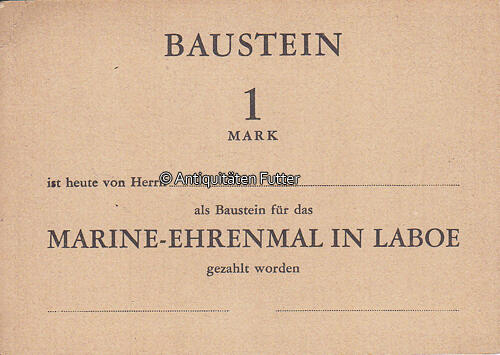 BAUSTEIN
1
MARK
ist heute von Herrn
© Antiquitäten Futter
als Baustein für das
MARINE-EHRENMAL IN LABOE
gezahlt worden